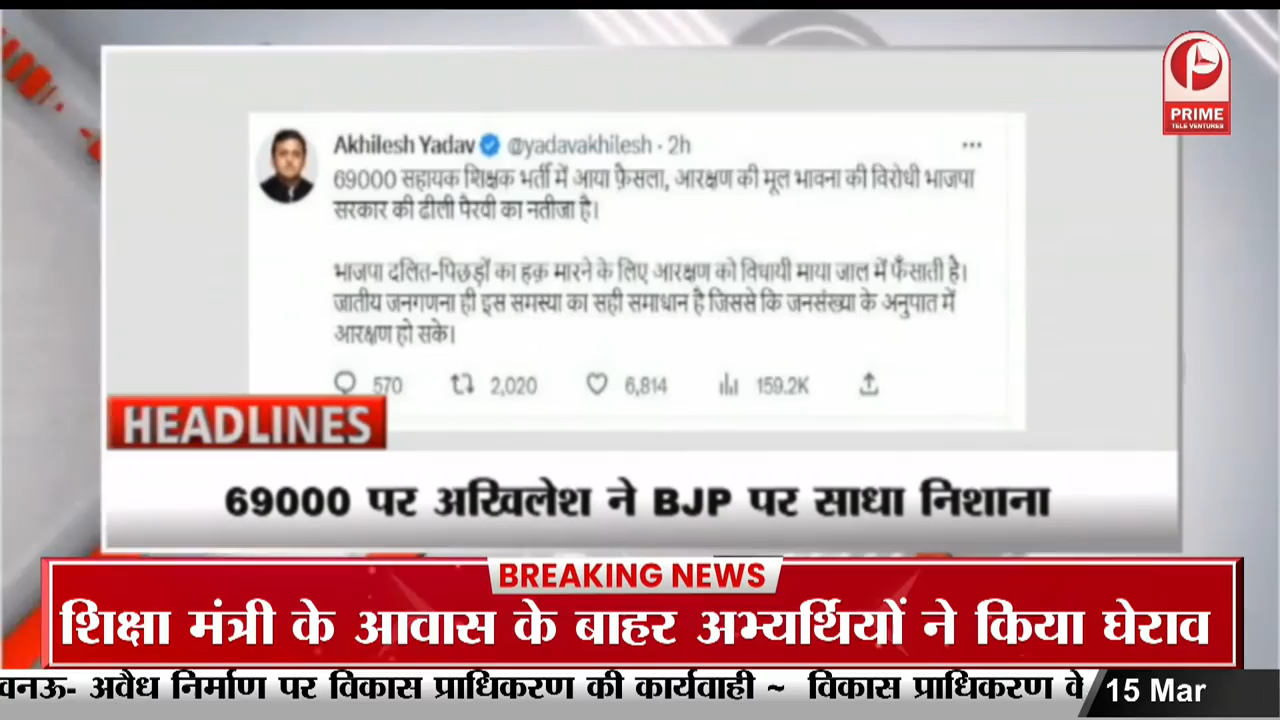 PRIME
TELE VENTURES
Akhilesh Yadav @yadavakhilesh · 2h
69000 सहायक शिक्षक भर्ती में आया फ़ैसला, आरक्षण की मूल भावना की विरोधी भाजपा
सरकार की ढीली पैरवी का नतीजा है।
भाजपा दलित-पिछड़ों का हक़ मारने के लिए आरक्षण को विधायी माया जाल में फँसाती है।
जातीय जनगणना ही इस समस्या का सही समाधान है जिससे कि जनसंख्या के अनुपात में
आरक्षण हो सके।
570 2,020 6,814 159.2K
HEADLINES
69000 पर अखिलेश ने BJP पर साधा निशाना
BREAKING NEWS
शिक्षा मंत्री के आवास के बाहर अभ्यर्थियों ने किया घेराव
वनऊ- अवैध निर्माण पर विकास प्राधिकरण की कार्यवाही ~ विकास प्राधिकरण वे
15 Mar